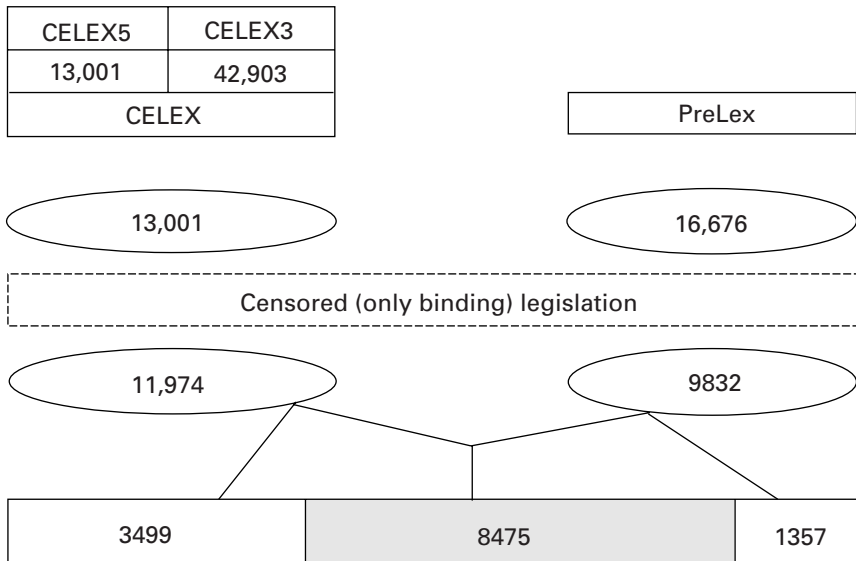 CELEX5 CELEX3
13,001 42,903
CELEX
PreLex
13,001
16,676
Censored (only binding) legislation
11,974
9832
3499
8475
1357